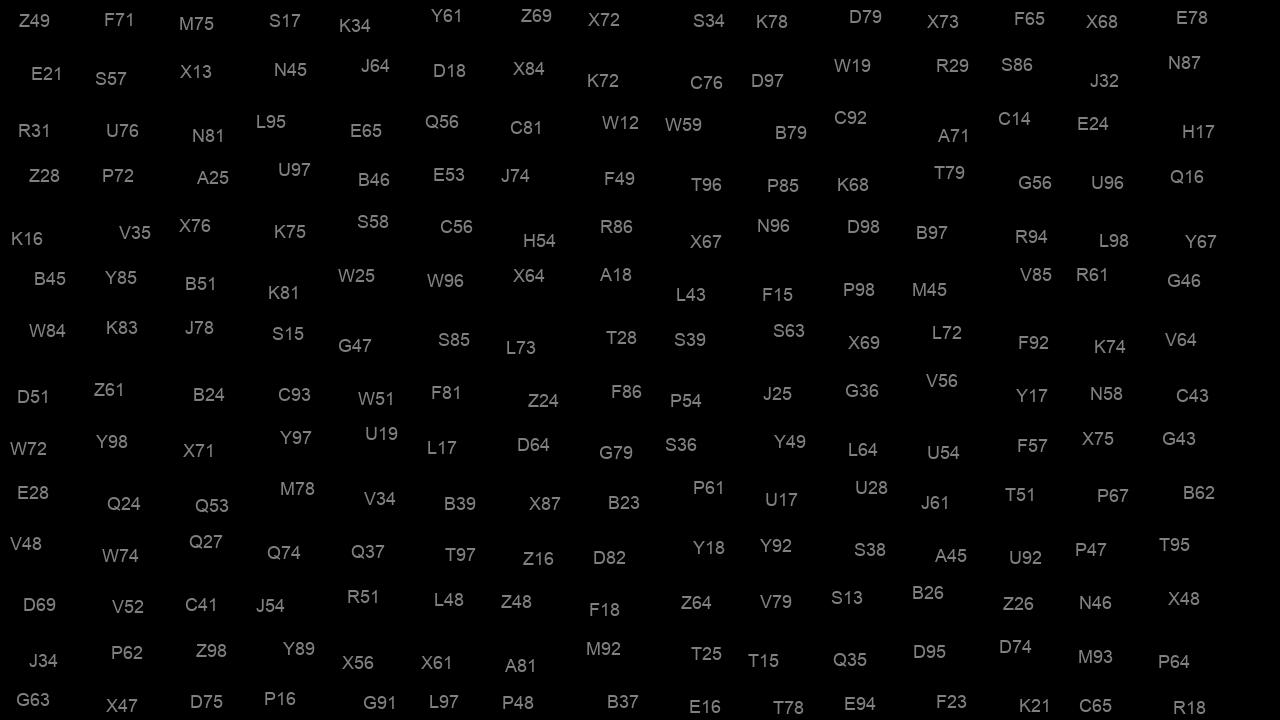 Z49 F71 M75 S17 K34 Y61 Z69 X72 S34 K78 D79 X73 F65 X68 E78
E21 S57 X13 N45 J64 D18 X84 K72 C76 D97 W19 R29 S86 J32 N87
R31 U76 N81 L95 E65 Q56 C81 W12 W59 B79 C92 A71 C14 E24 H17
Z28 P72 A25 U97 B46 E53 J74 F49 T96 P85 K68 T79 G56 U96 Q16
K16 V35 X76 K75 S58 C56 H54 R86 X67 N96 D98 B97 R94 L98 Y67
B45 Y85 B51 K81 W25 W96 X64 A18 L43 F15 P98 M45 V85 R61 G46
W84 K83 J78 S15 G47 S85 L73 T28 S39 S63 X69 L72 F92 K74 V64
D51 Z61 B24 C93 W51 F81 Z24 F86 P54 J25 G36 V56 Y17 N58 C43
W72 Y98 X71 Y97 U19 L17 D64 G79 S36 Y49 L64 U54 F57 X75 G43
E28 Q24 Q53 M78 V34 B39 X87 B23 P61 U17 U28 J61 T51 P67 B62
V48 W74 Q27 Q74 Q37 T97 Z16 D82 Y18 Y92 S38 A45 U92 P47 T95
D69 V52 C41 J54 R51 L48 Z48 F18 Z64 V79 S13 B26 Z26 N46 X48
J34 P62 Z98 Y89 X56 X61 A81 M92 T25 T15 Q35 D95 D74 M93 P64
G63 X47 D75 P16 G91 L97 P48 B37 E16 T78 E94 F23 K21 C65 R18